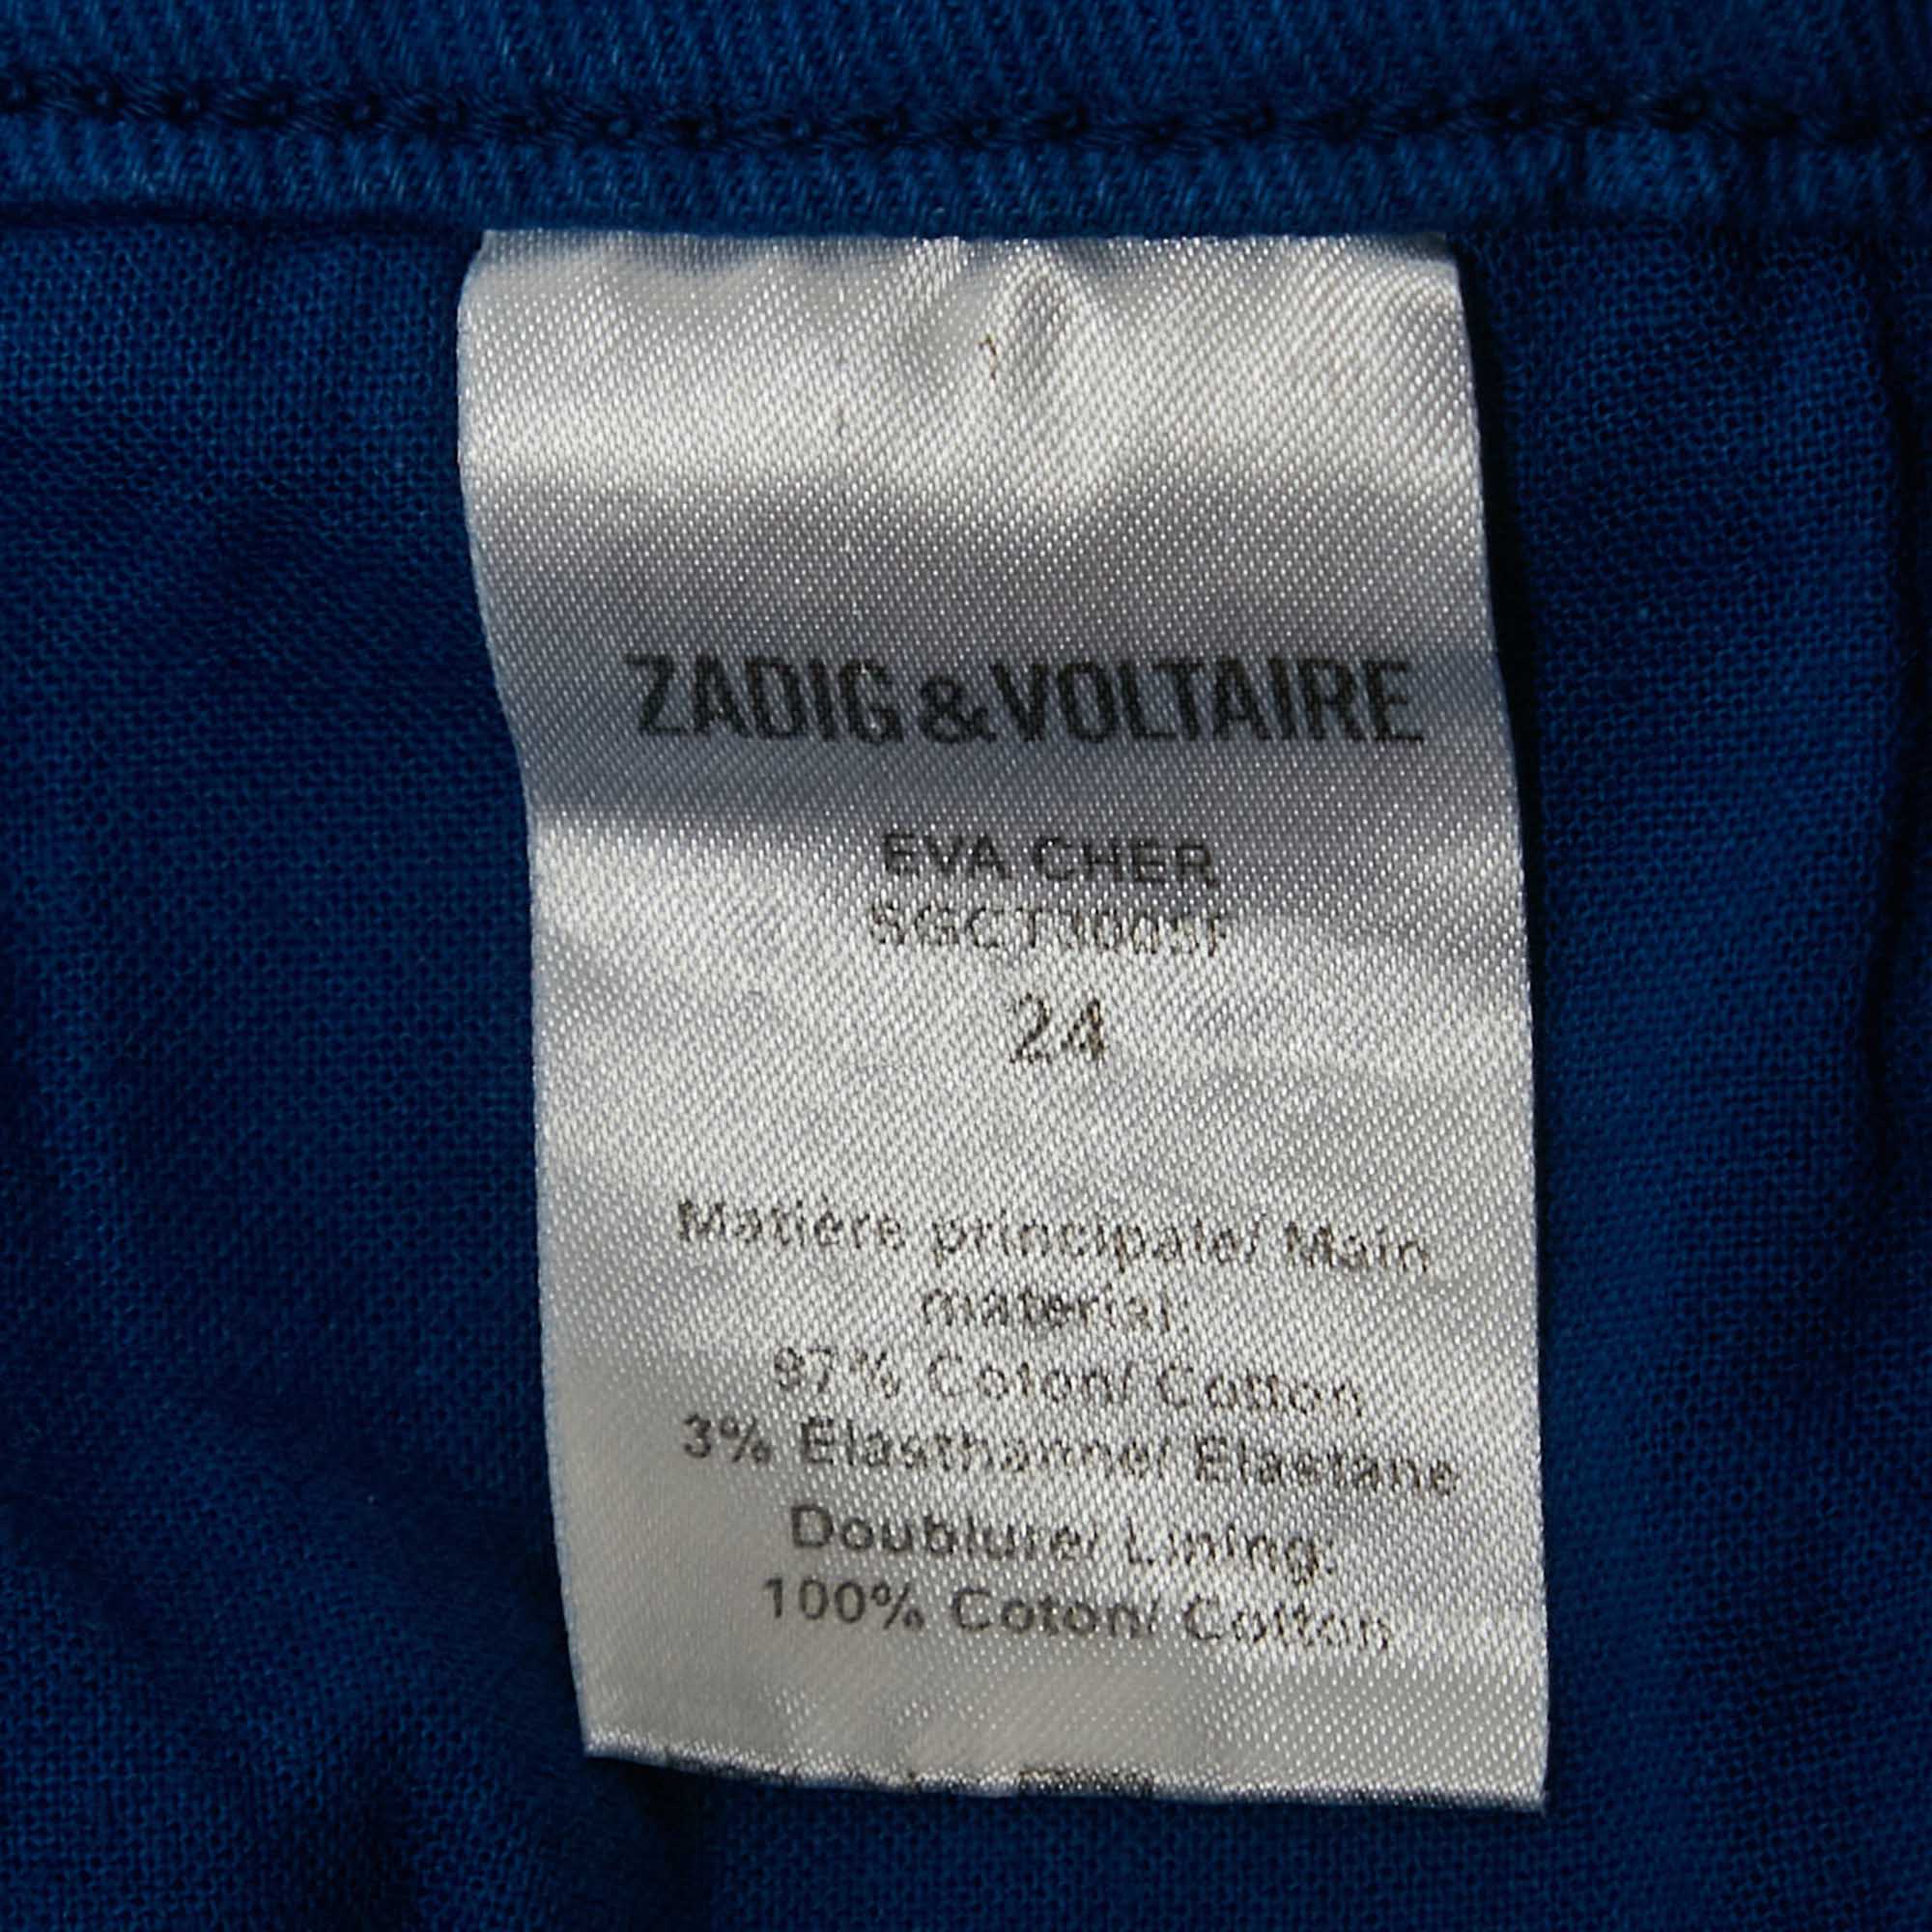 ZADIG&VOLTAIRE
EVA CHER
24
Matière principale/ Main
material:
97% Coton/ Cotton
3% Elasthanne/ Elastane
Doublure/ Lining:
100% Coton/ Cotton